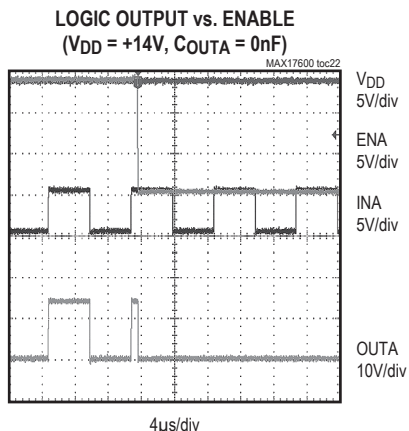 LOGIC OUTPUT vs. ENABLE
(VDD = +14V, COUTA = 0nF)
MAX17600 toc22
VDD
5V/div
ENA
5V/div
INA
5V/div
OUTA
10V/div
4µs/div